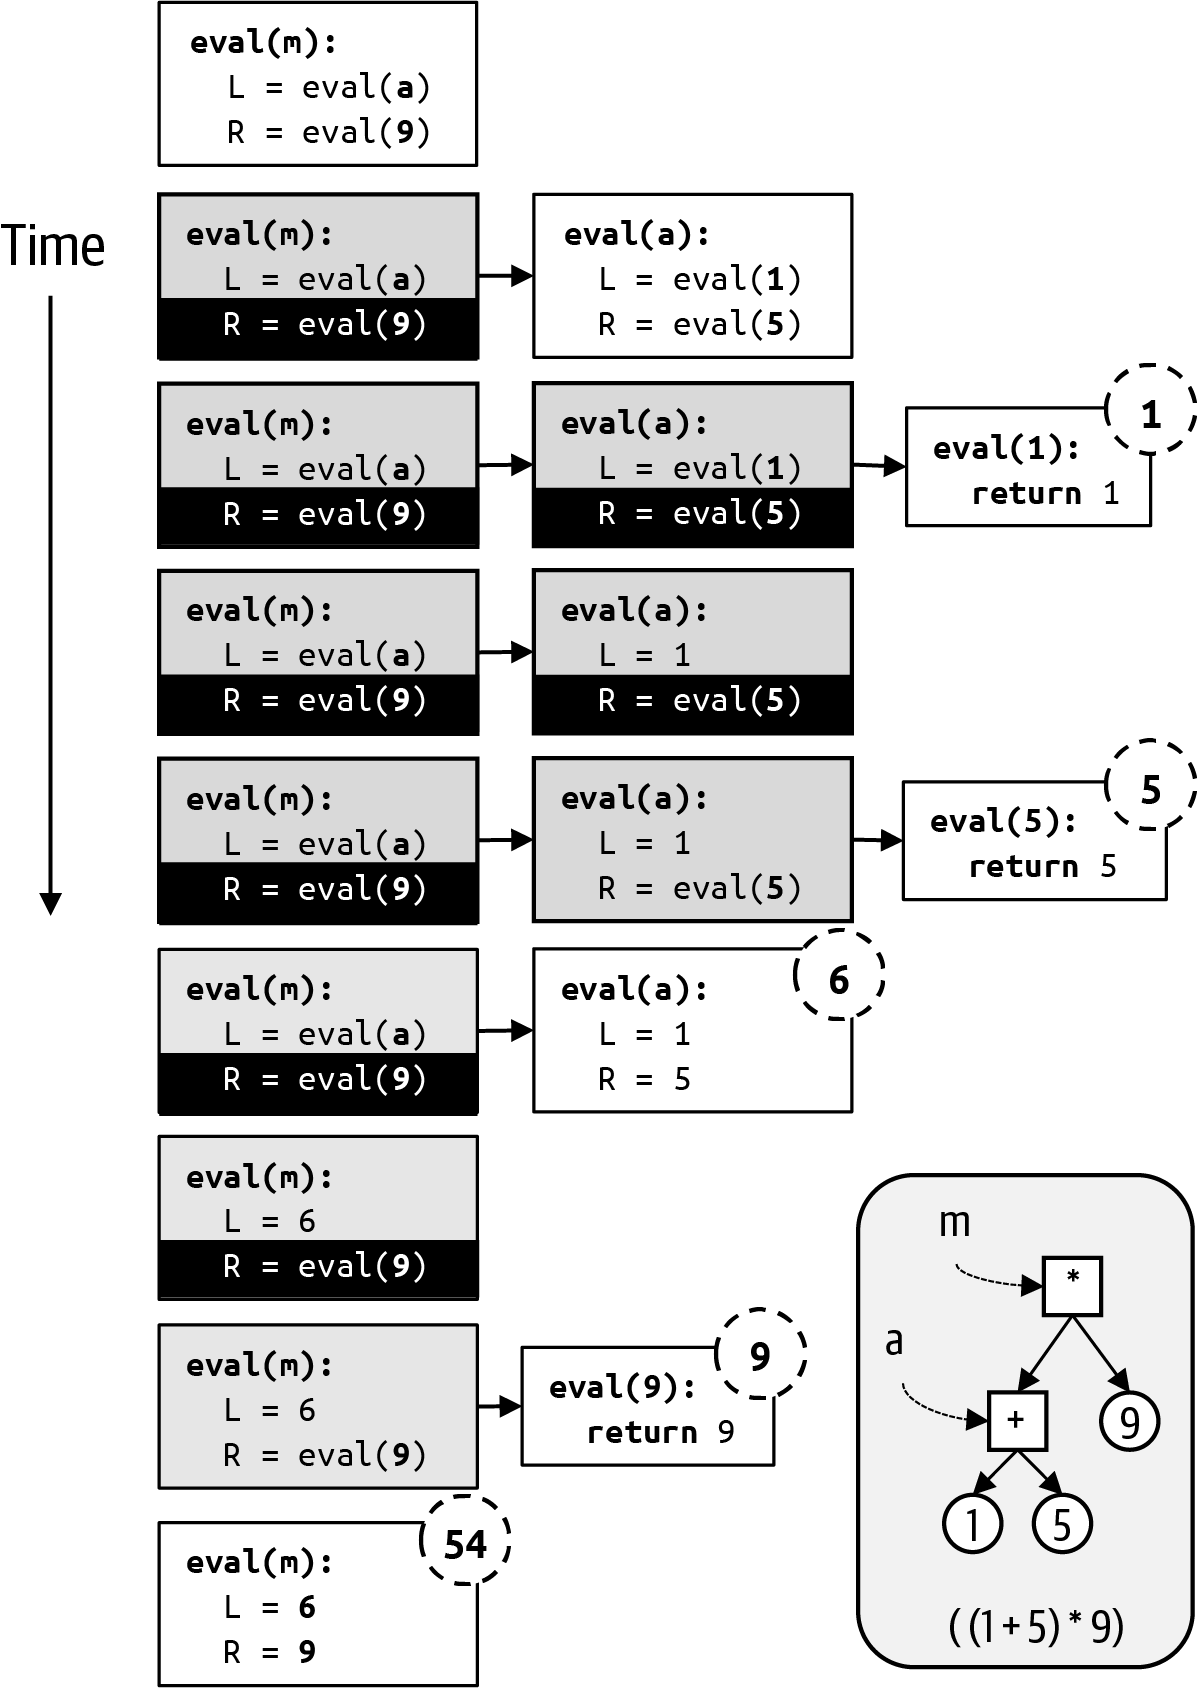 eval(m):
L = eval(a)
R = eval(9)
Time
eval(m):
L = eval(a)
R = eval(9)
eval(a):
L = eval(1)
R = eval(5)
eval(m):
L = eval(a)
R = eval(9)
eval(a):
L = eval(1)
R = eval(5)
1
eval(1):
return 1
eval(m):
L = eval(a)
R = eval(9)
eval(a):
L = 1
R = eval(5)
eval(m):
L = eval(a)
R = eval(9)
eval(a):
L = 1
R = eval(5)
5
eval(5):
return 5
eval(m):
L = eval(a)
R = eval(9)
6
eval(a):
L = 1
R = 5
eval(m):
L = 6
R = eval(9)
eval(m):
L = 6
R = eval(9)
9
eval(9):
return 9
54
eval(m):
L = 6
R = 9
m
*
a
+
9
1
5
((1+5)*9)